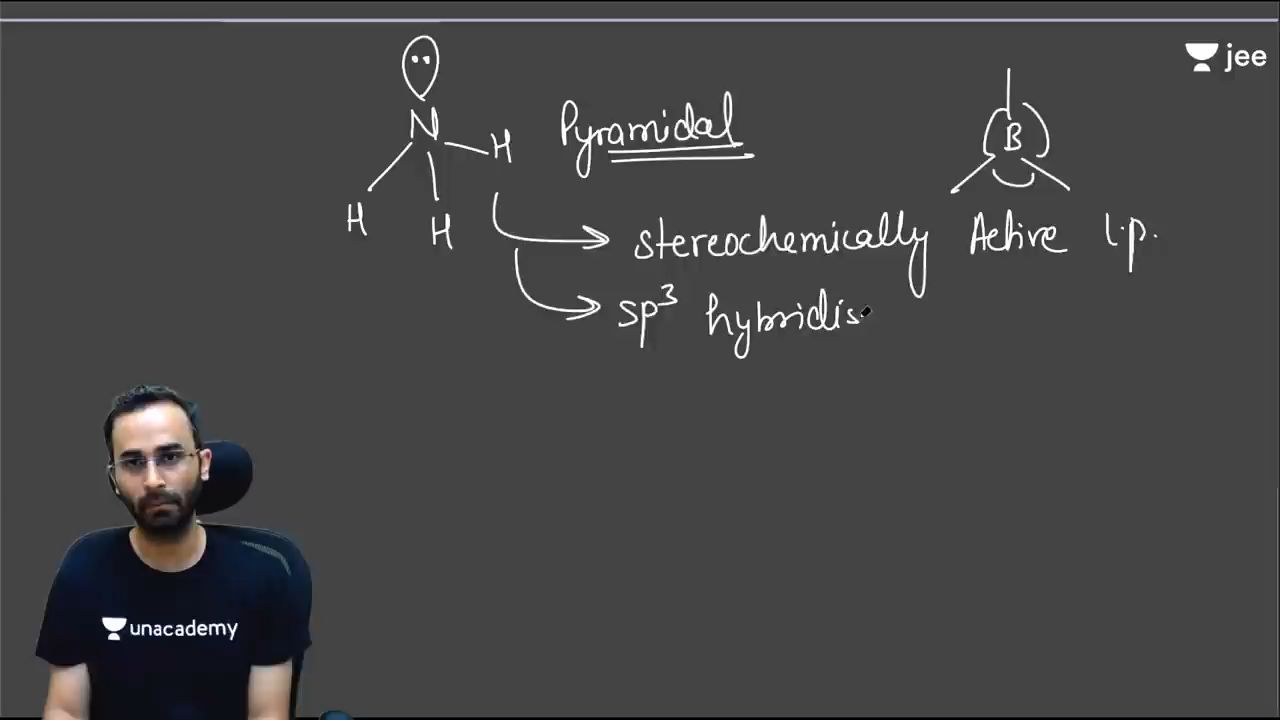 jee
N
H
H
H
Pyramidal
B
stereochemically Active l.p.
sp³ hybridis
unacademy